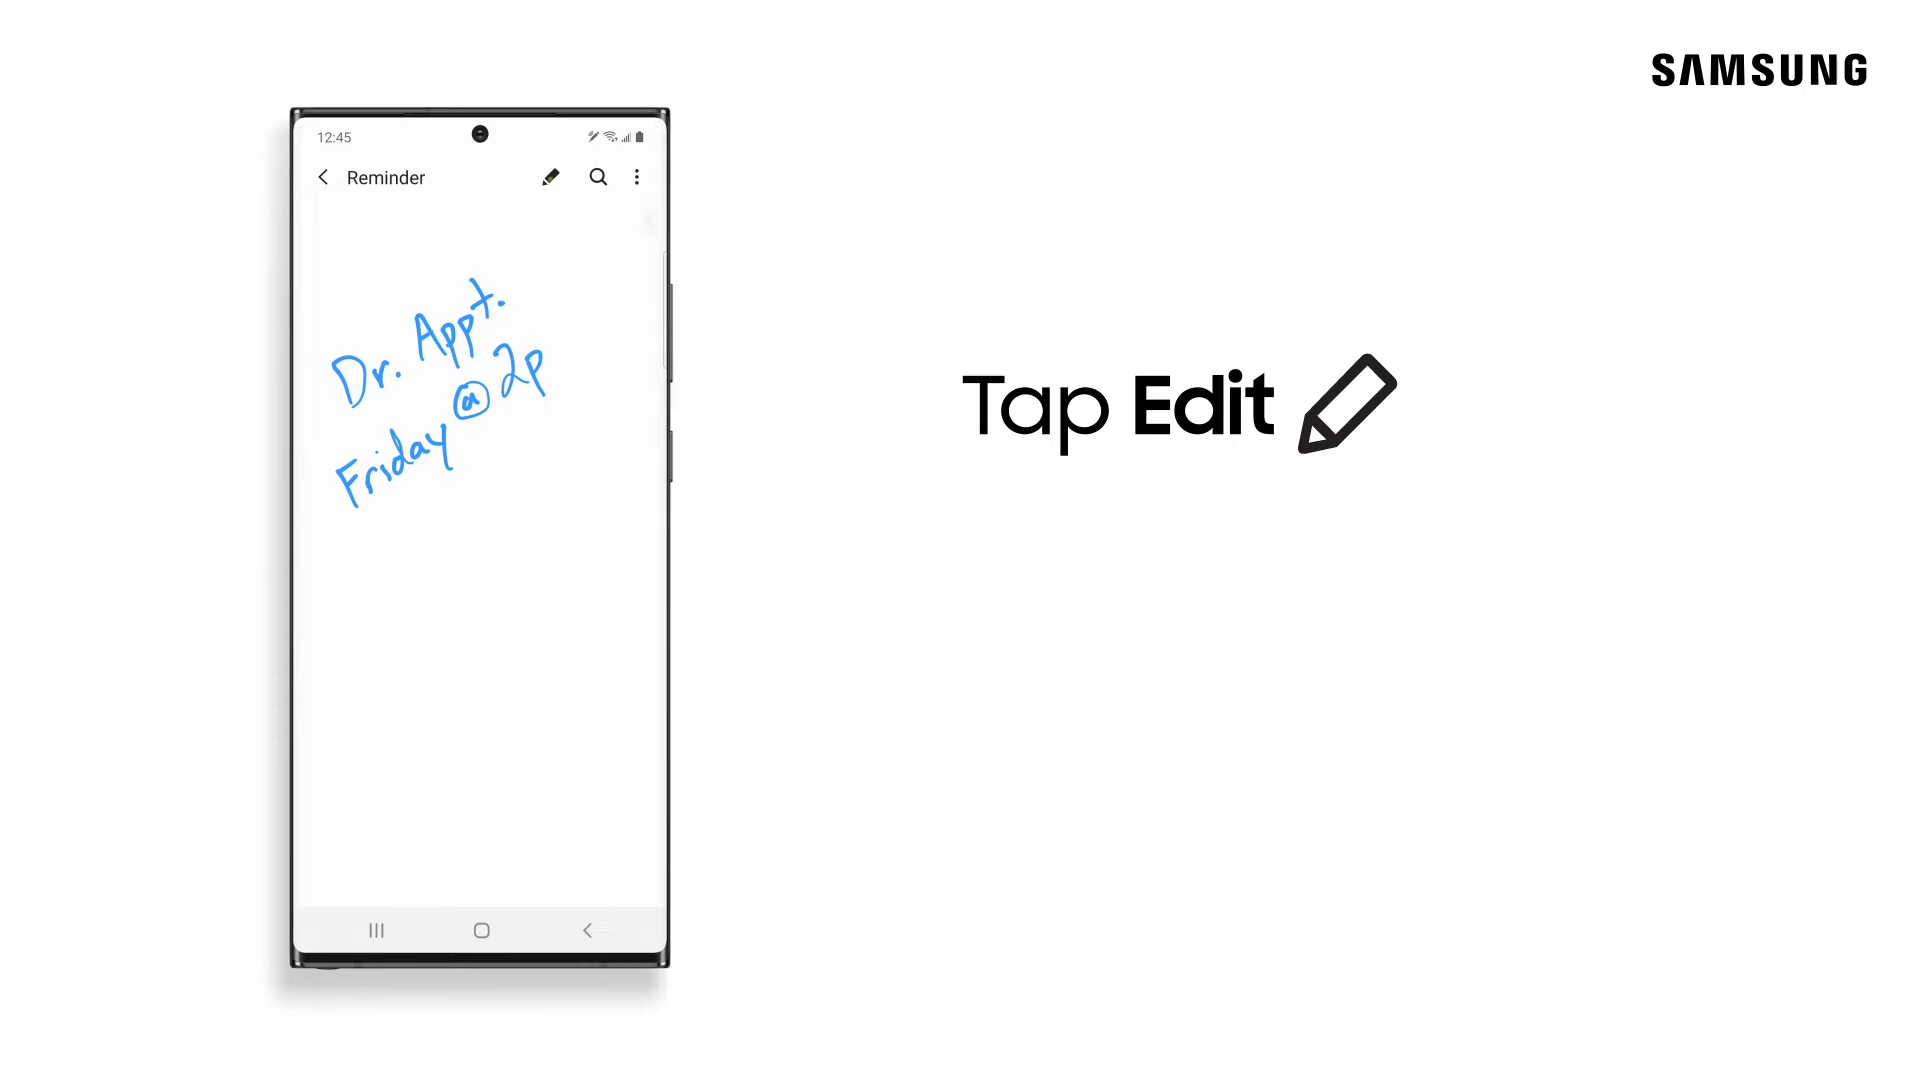 SAMSUNG
12:45
Reminder
Dr. Appt.
Friday @ 2p
Tap Edit